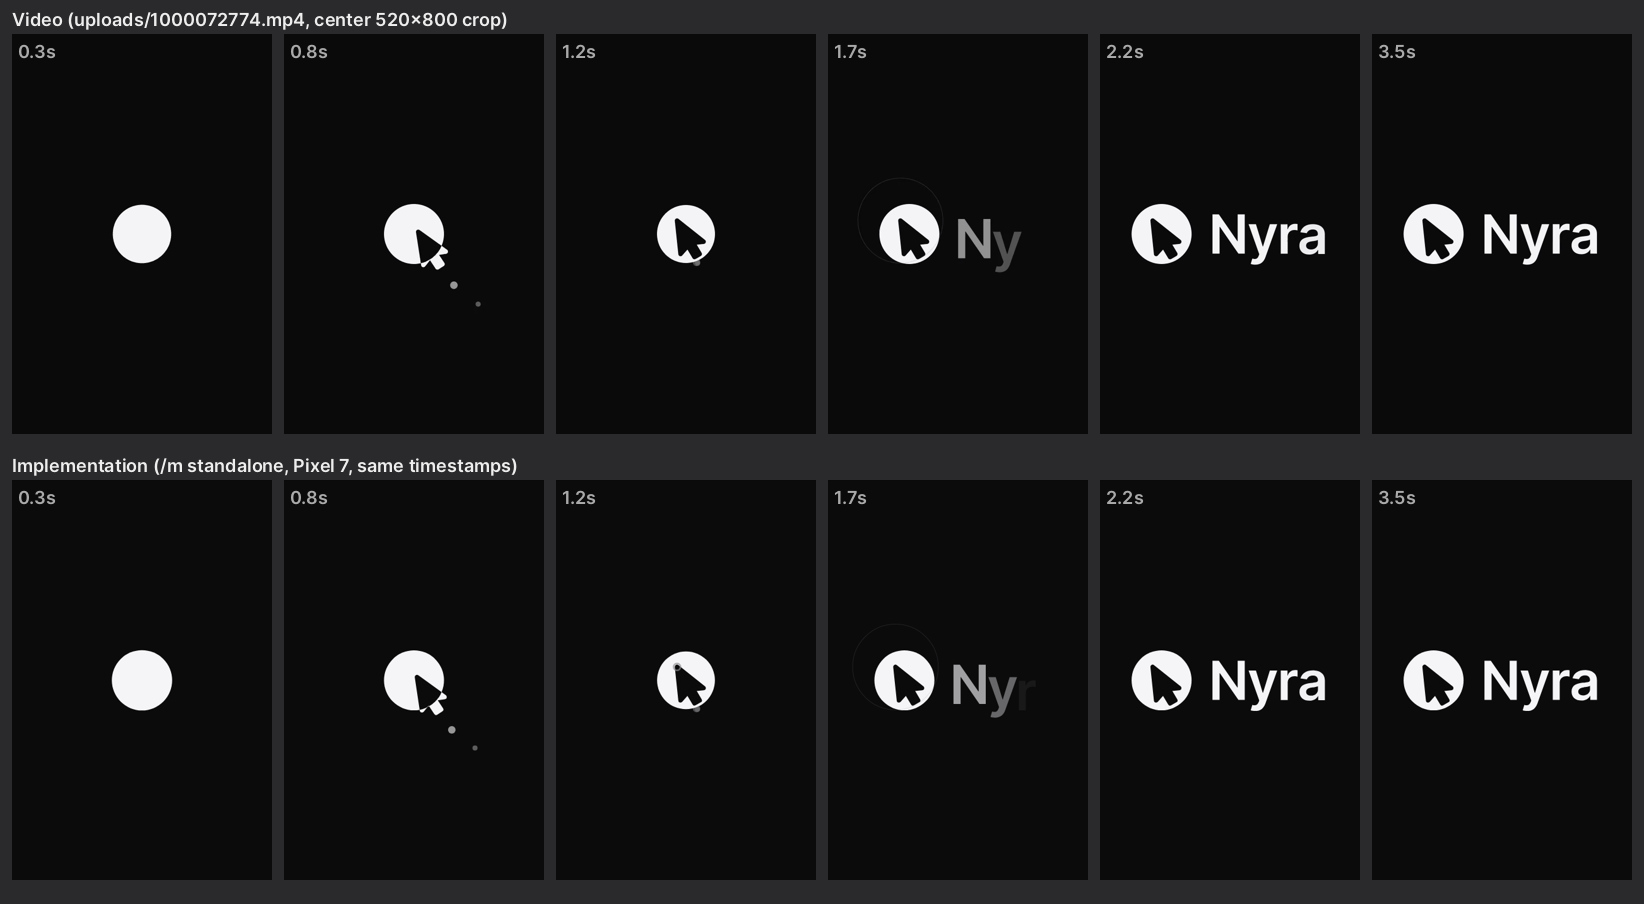 Video (uploads/1000072774.mp4, center 520×800 crop)
0.3s 0.8s 1.2s 1.7s 2.2s 3.5s
Ny Nyra Nyra
Implementation (/m standalone, Pixel 7, same timestamps)
0.3s 0.8s 1.2s 1.7s 2.2s 3.5s
Nyr Nyra Nyra